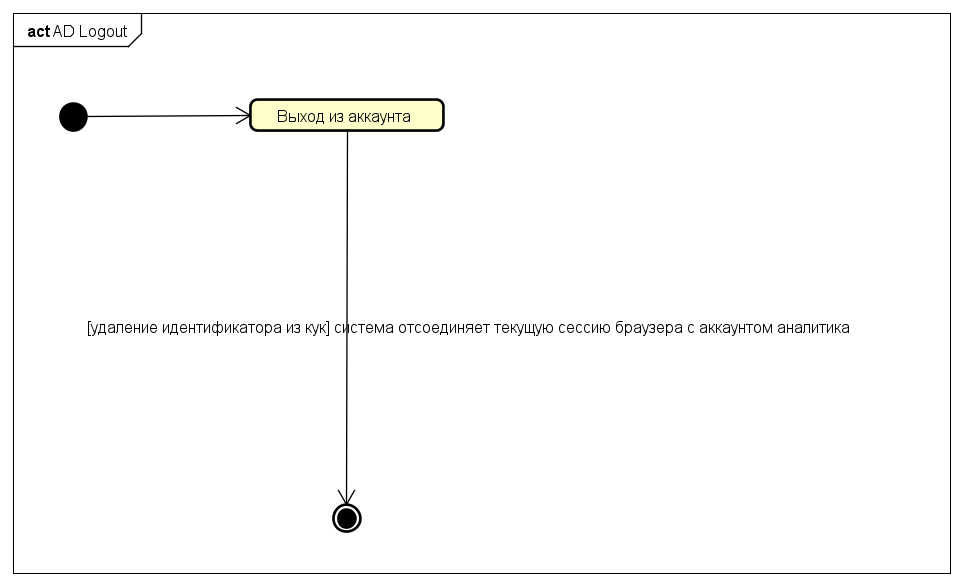 act AD Logout
Выход из аккаунта
[удаление идентификатора из кук] система отсоединяет текущую сессию браузера с аккаунтом аналитика